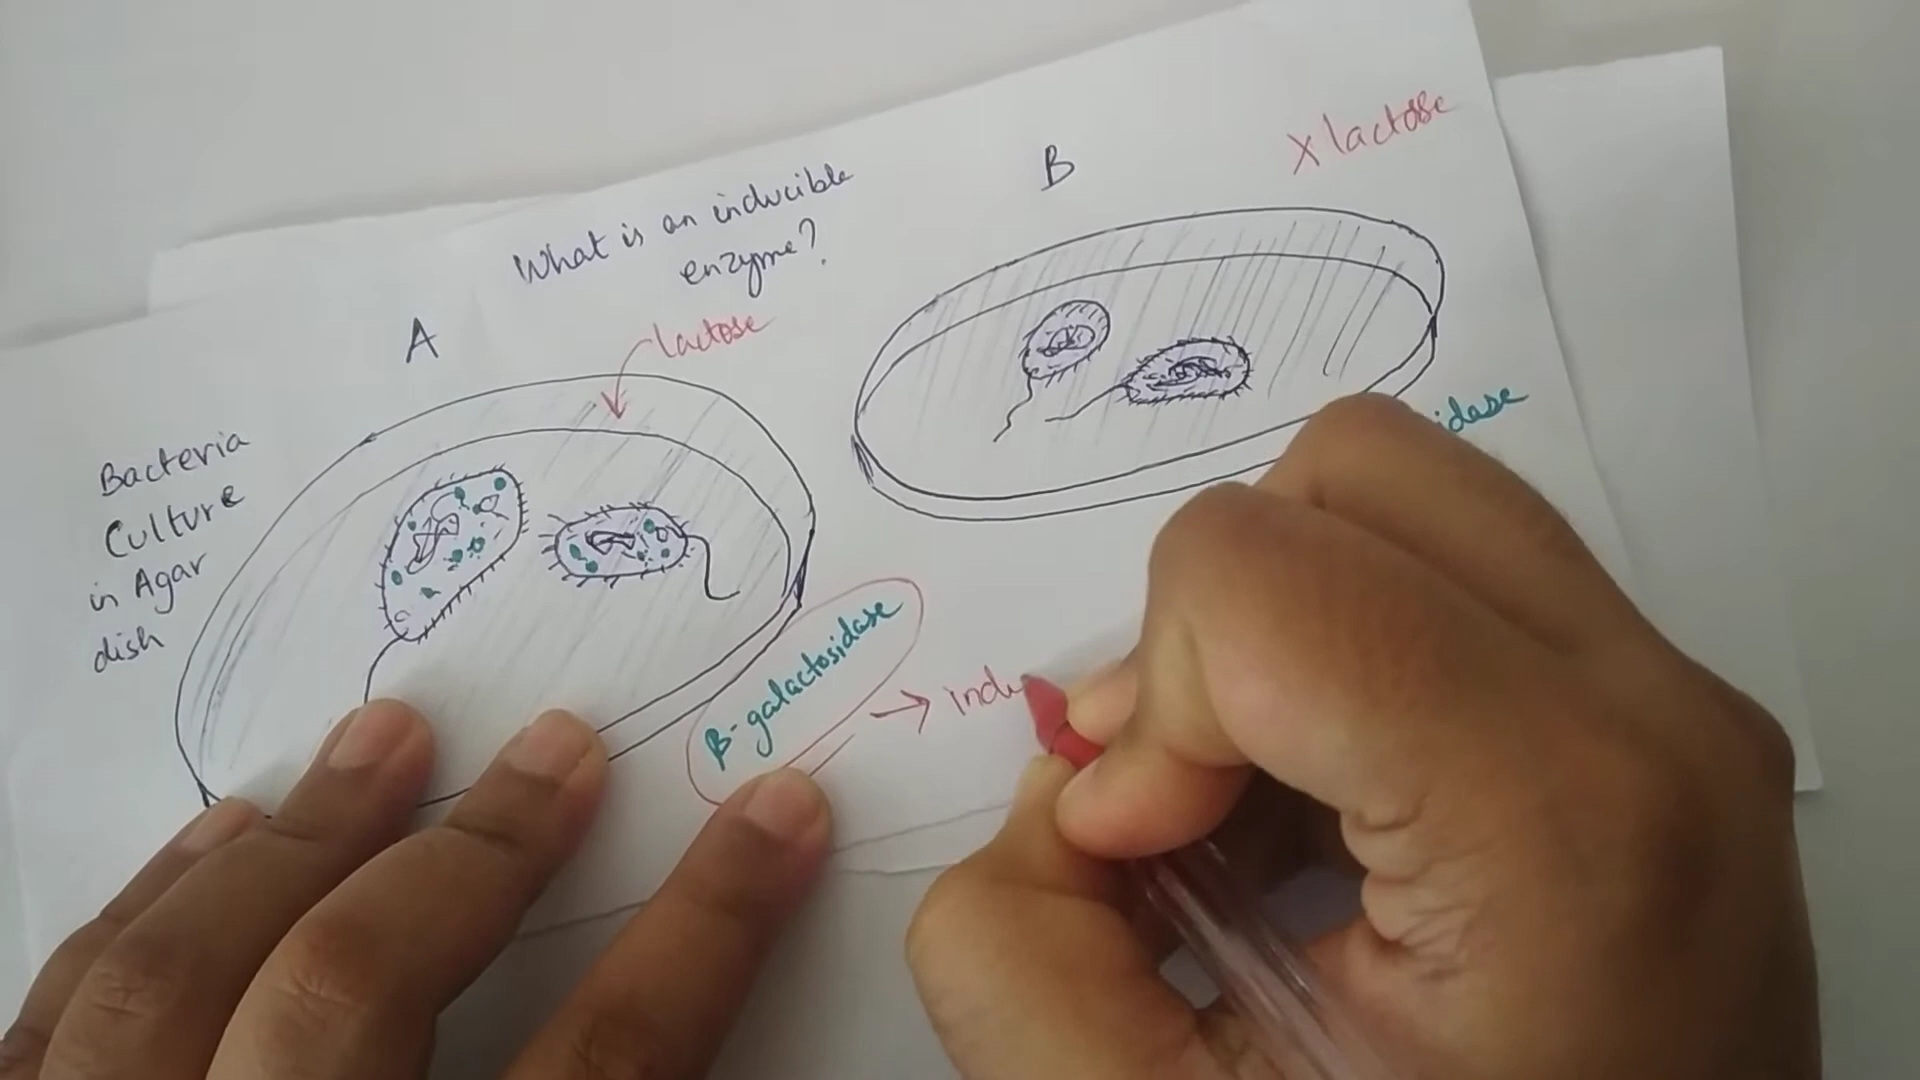 What is an inducible
enzyme?
A
lactose
Bacteria
Culture
in Agar
dish
B
X lactose
β-galactosidase
→